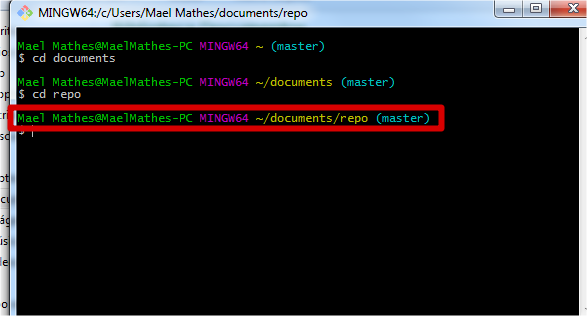 MINGW64:/c/Users/Mael Mathes/documents/repo
Mael Mathes@MaelMathes-PC MINGW64 ~ (master)
$ cd documents
Mael Mathes@MaelMathes-PC MINGW64 ~/documents (master)
$ cd repo
Mael Mathes@MaelMathes-PC MINGW64 ~/documents/repo (master)
$